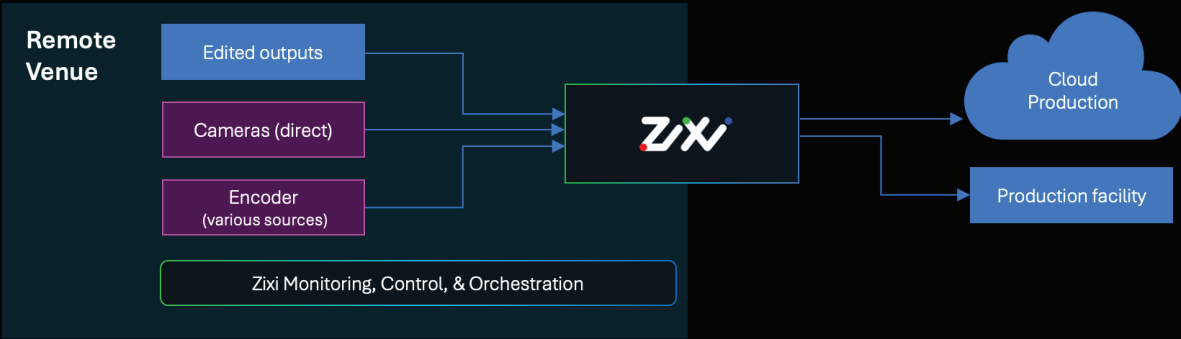 Remote
Venue
Edited outputs
Cameras (direct)
Encoder
(various sources)
Zixi Monitoring, Control, & Orchestration
ZiXi
Cloud
Production
Production facility